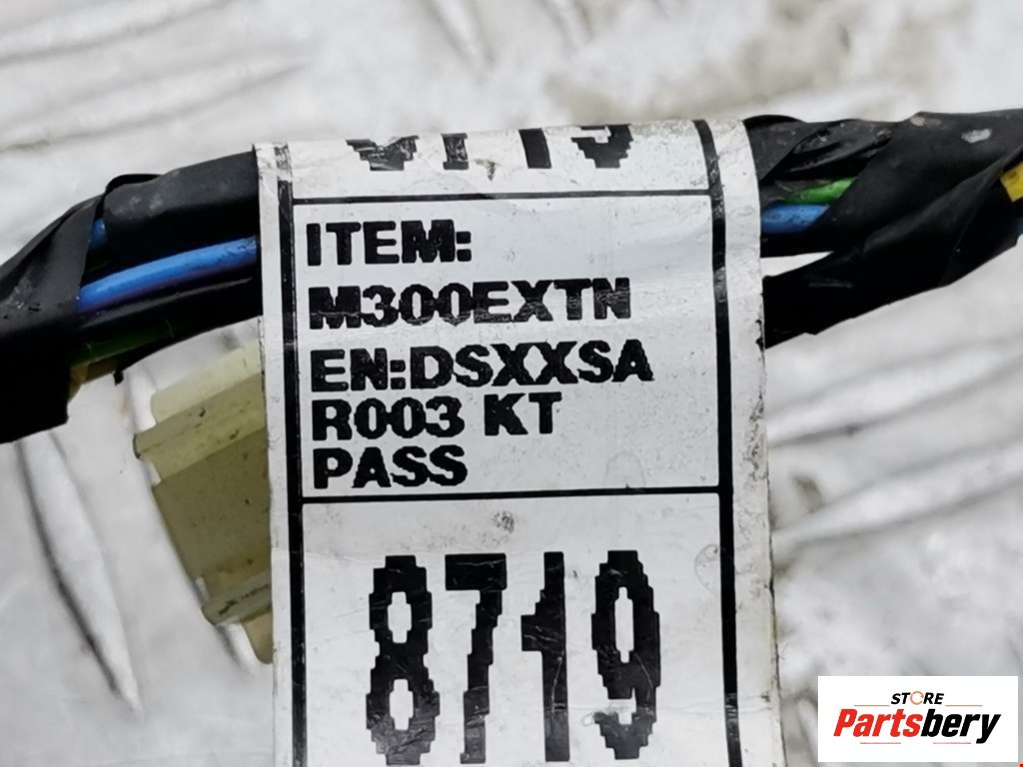 ITEM:
M300EXTN
EN:DSXXSA
R003 KT
PASS
8719
STORE
Partsbery